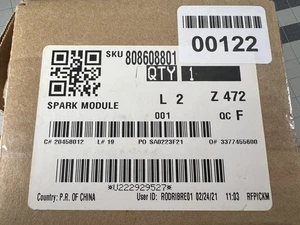 00122
SKU 808608801
QTY 1
SPARK MODULE
L 2
Z 472
001
QC F
C# 20458012 L# 19 PO SA0223F21 O# 3377455600
*U222929527*
Country: P.R. OF CHINA
User ID: RODRIBRE01 02/24/21 11:03 RFPICKM